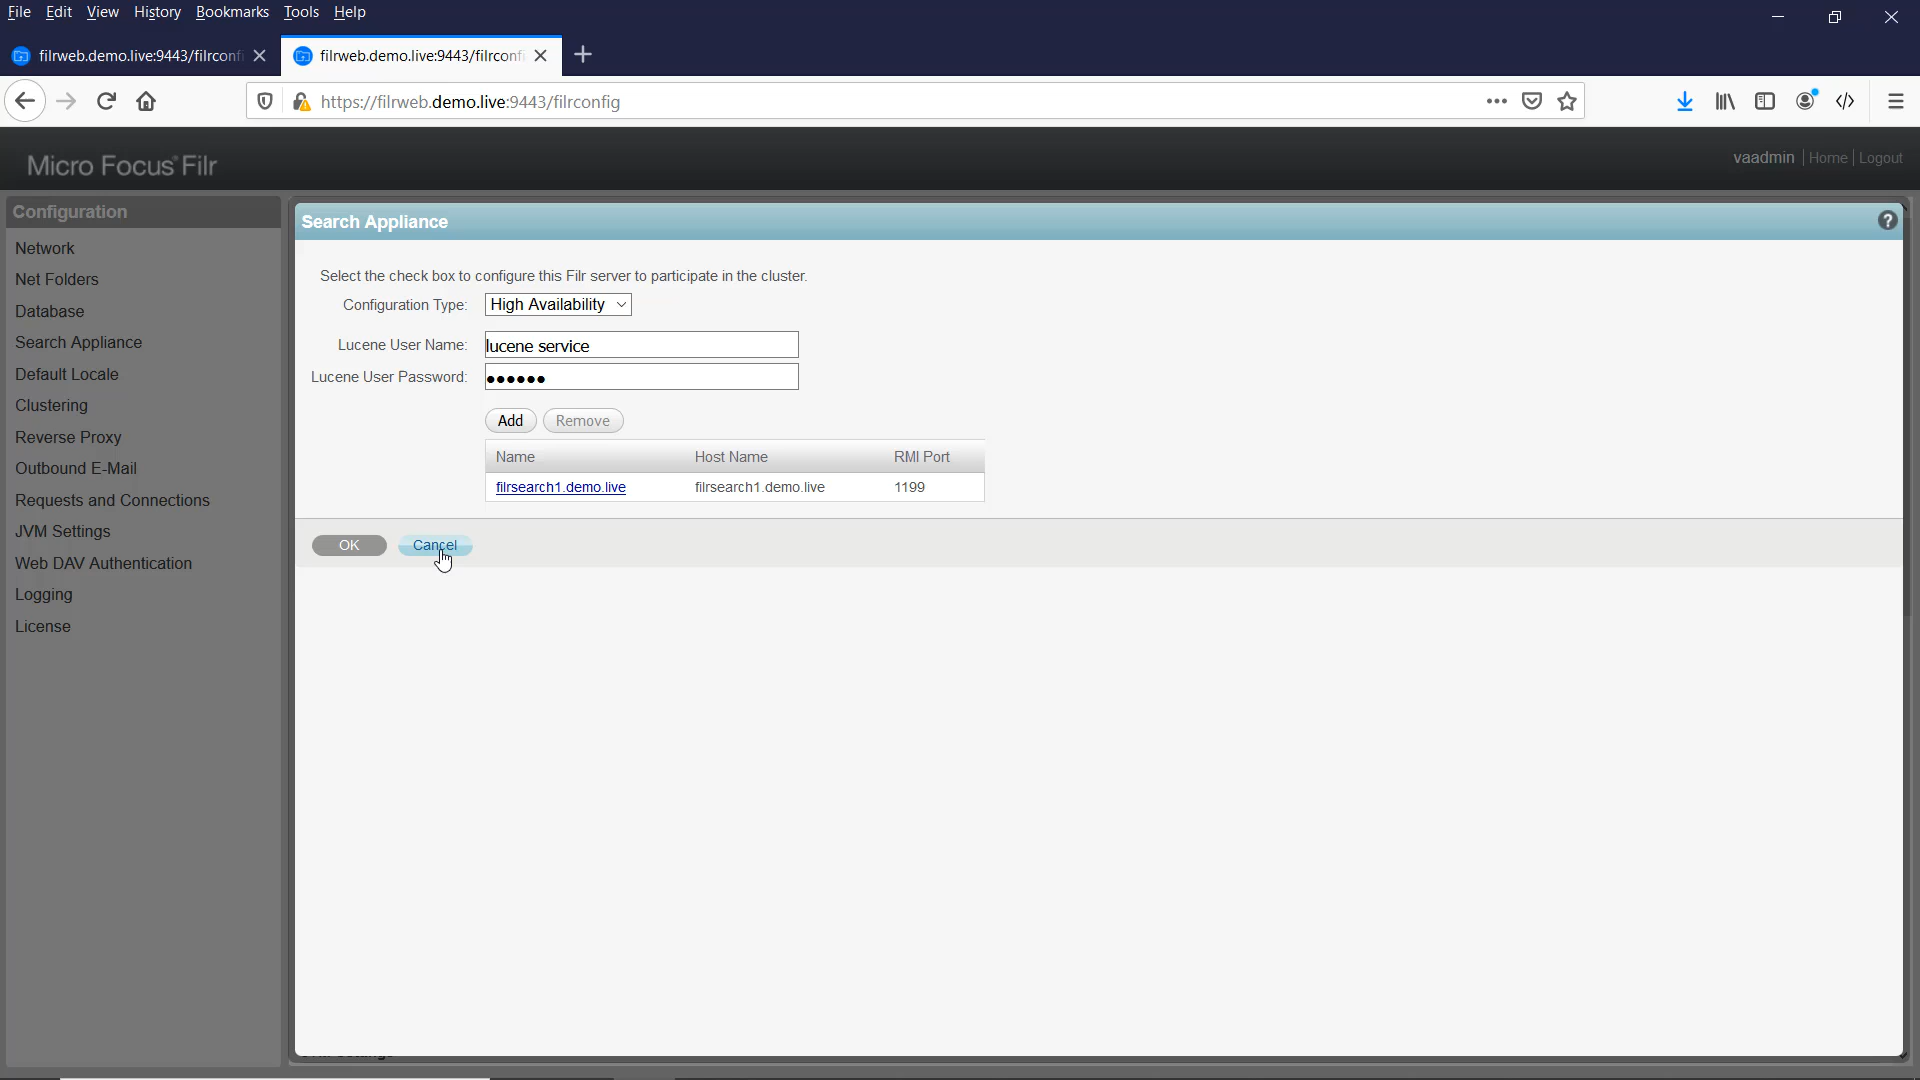 File Edit View History Bookmarks Tools Help
filrweb.demo.live:9443/filrconf filrweb.demo.live:9443/filrconf
https://filrweb.demo.live:9443/filrconfig
Micro Focus® Filr
vaadmin Home Logout
Configuration
Network
Net Folders
Database
Search Appliance
Default Locale
Clustering
Reverse Proxy
Outbound E-Mail
Requests and Connections
JVM Settings
Web DAV Authentication
Logging
License
Search Appliance
Select the check box to configure this Filr server to participate in the cluster.
Configuration Type: High Availability
Lucene User Name: lucene service
Lucene User Password: ●●●●●●
Add Remove
Name Host Name RMI Port
filrsearch1.demo.live filrsearch1.demo.live 1199
OK Cancel